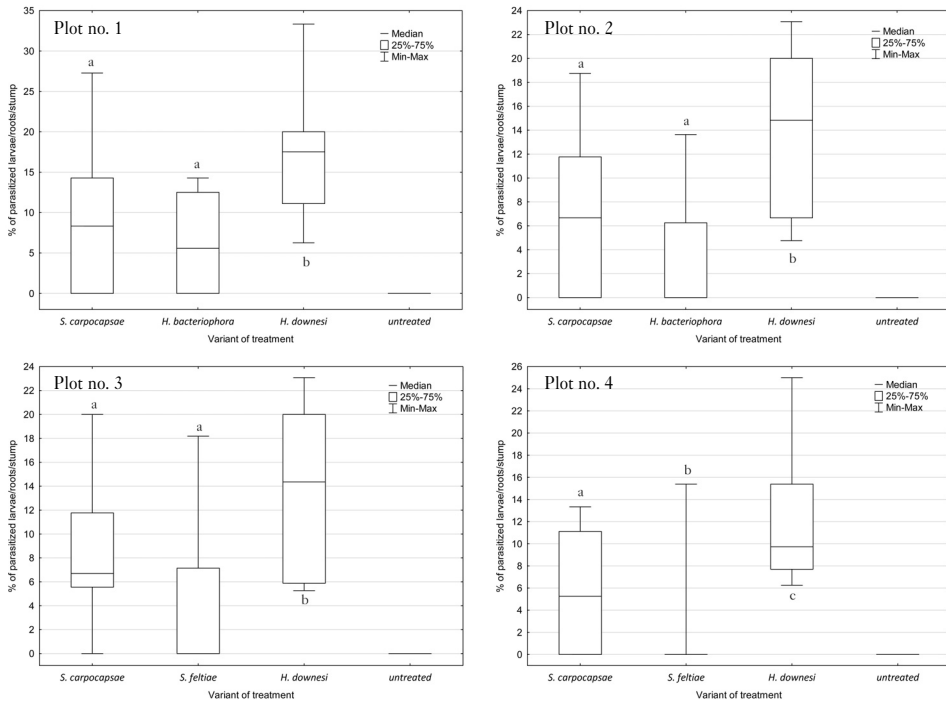 Plot no. 1
Median
25%-75%
Min-Max
% of parasitized larvae/roots/stump
35
30
25
20
15
10
5
0
a
a
b
S. carpocapsae H. bacteriophora H. downesi untreated
Variant of treatment
Plot no. 2
Median
25%-75%
Min-Max
% of parasitized larvae/roots/stump
24
22
20
18
16
14
12
10
8
6
4
2
0
a
a
b
S. carpocapsae H. bacteriophora H. downesi untreated
Variant of treatment
Plot no. 3
Median
25%-75%
Min-Max
% of parasitized larvae/roots/stump
24
22
20
18
16
14
12
10
8
6
4
2
0
a
a
b
S. carpocapsae S. feltiae H. downesi untreated
Variant of treatment
Plot no. 4
Median
25%-75%
Min-Max
% of parasitized larvae/roots/stump
26
24
22
20
18
16
14
12
10
8
6
4
2
0
a
b
c
S. carpocapsae S. feltiae H. downesi untreated
Variant of treatment